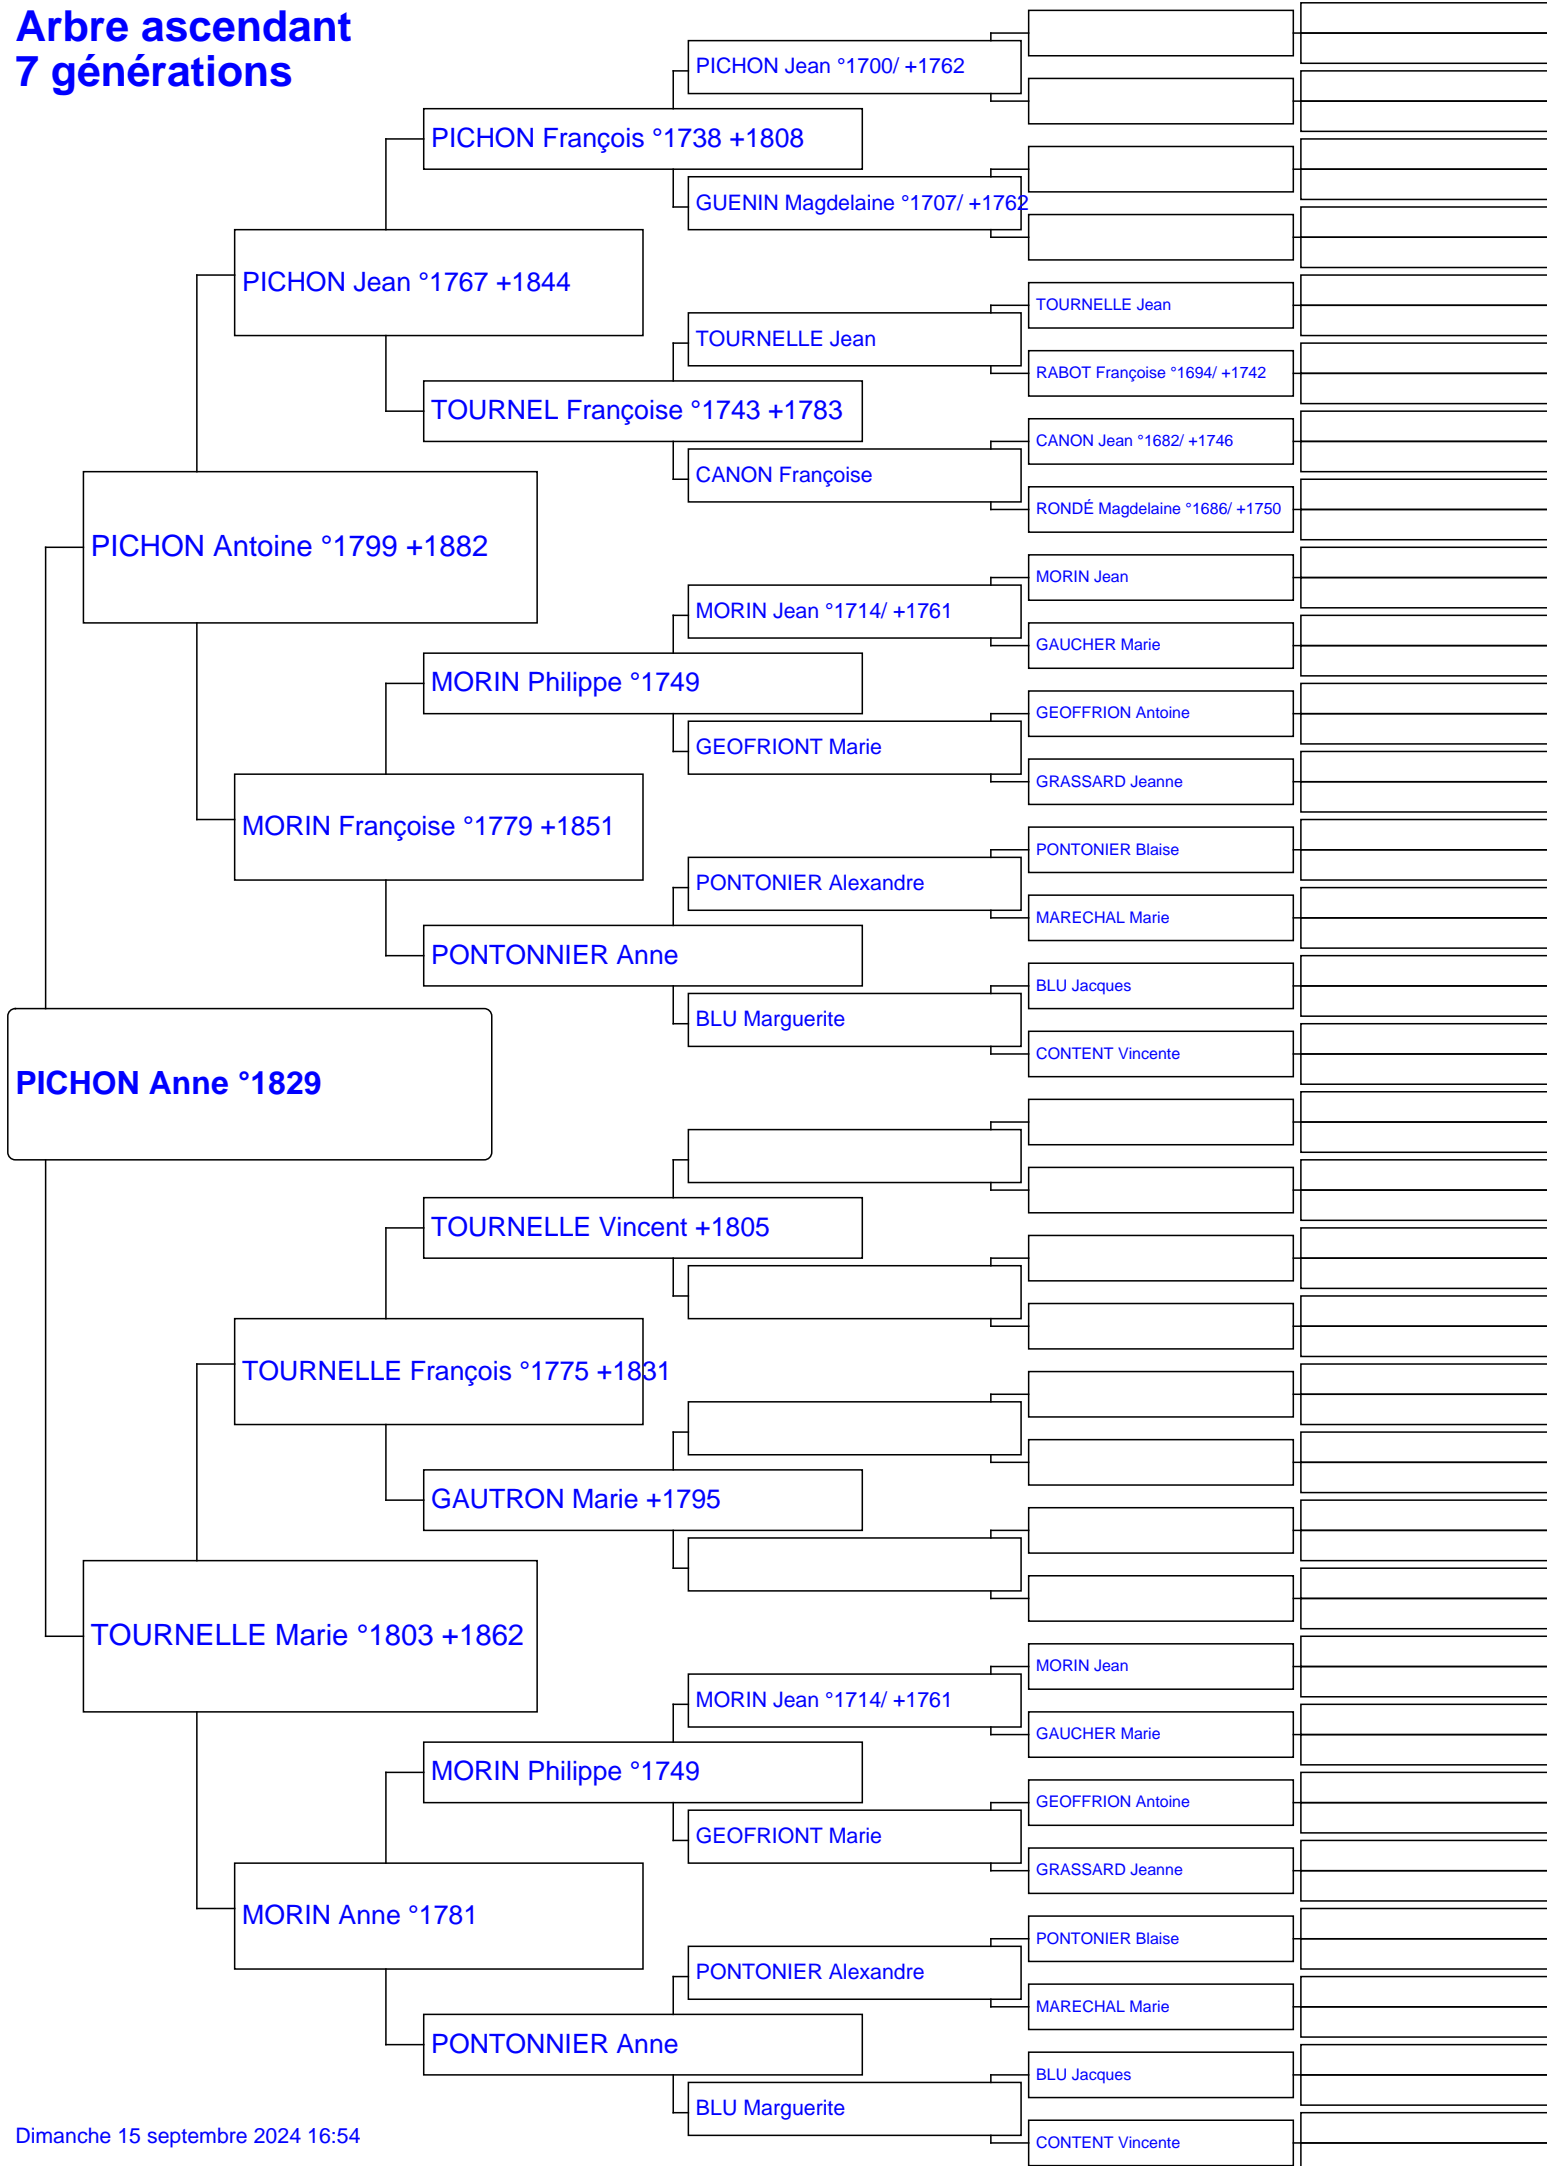 Arbre ascendant
7 générations
PICHON Jean °1700/ +1762
PICHON François °1738 +1808
GUENIN Magdelaine °1707/ +1762
PICHON Jean °1767 +1844
TOURNELLE Jean
TOURNELLE Jean
RABOT Françoise °1694/ +1742
TOURNEL Françoise °1743 +1783
CANON Jean °1682/ +1746
CANON Françoise
RONDÉ Magdelaine °1686/ +1750
PICHON Antoine °1799 +1882
MORIN Jean
MORIN Jean °1714/ +1761
GAUCHER Marie
MORIN Philippe °1749
GEOFFRION Antoine
GEOFRIONT Marie
GRASSARD Jeanne
MORIN Françoise °1779 +1851
PONTONIER Blaise
PONTONIER Alexandre
MARECHAL Marie
PONTONNIER Anne
BLU Jacques
BLU Marguerite
CONTENT Vincente
PICHON Anne °1829
TOURNELLE Vincent +1805
TOURNELLE François °1775 +1831
GAUTRON Marie +1795
TOURNELLE Marie °1803 +1862
MORIN Jean
MORIN Jean °1714/ +1761
GAUCHER Marie
MORIN Philippe °1749
GEOFFRION Antoine
GEOFRIONT Marie
GRASSARD Jeanne
MORIN Anne °1781
PONTONIER Blaise
PONTONIER Alexandre
MARECHAL Marie
PONTONNIER Anne
BLU Jacques
BLU Marguerite
CONTENT Vincente
Dimanche 15 septembre 2024 16:54